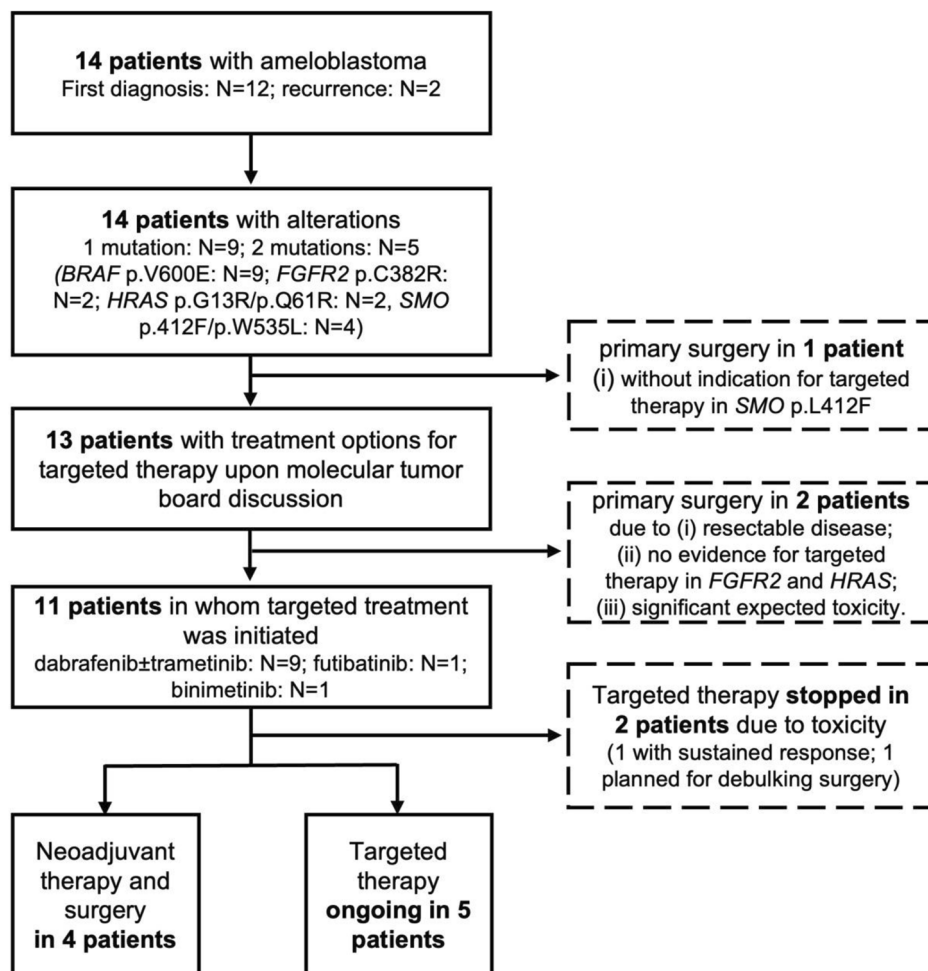 14 patients with ameloblastoma
First diagnosis: N=12; recurrence: N=2
14 patients with alterations
1 mutation: N=9; 2 mutations: N=5
(BRAF p.V600E: N=9; FGFR2 p.C382R:
N=2; HRAS p.G13R/p.Q61R: N=2, SMO
p.412F/p.W535L: N=4)
primary surgery in 1 patient
(i) without indication for targeted
therapy in SMO p.L412F
13 patients with treatment options for
targeted therapy upon molecular tumor
board discussion
primary surgery in 2 patients
due to (i) resectable disease;
(ii) no evidence for targeted
therapy in FGFR2 and HRAS;
(iii) significant expected toxicity.
11 patients in whom targeted treatment
was initiated
dabrafenib±trametinib: N=9; futibatinib: N=1;
binimetinib: N=1
Targeted therapy stopped in
2 patients due to toxicity
(1 with sustained response; 1
planned for debulking surgery)
Neoadjuvant
therapy and
surgery
in 4 patients
Targeted
therapy
ongoing in 5
patients